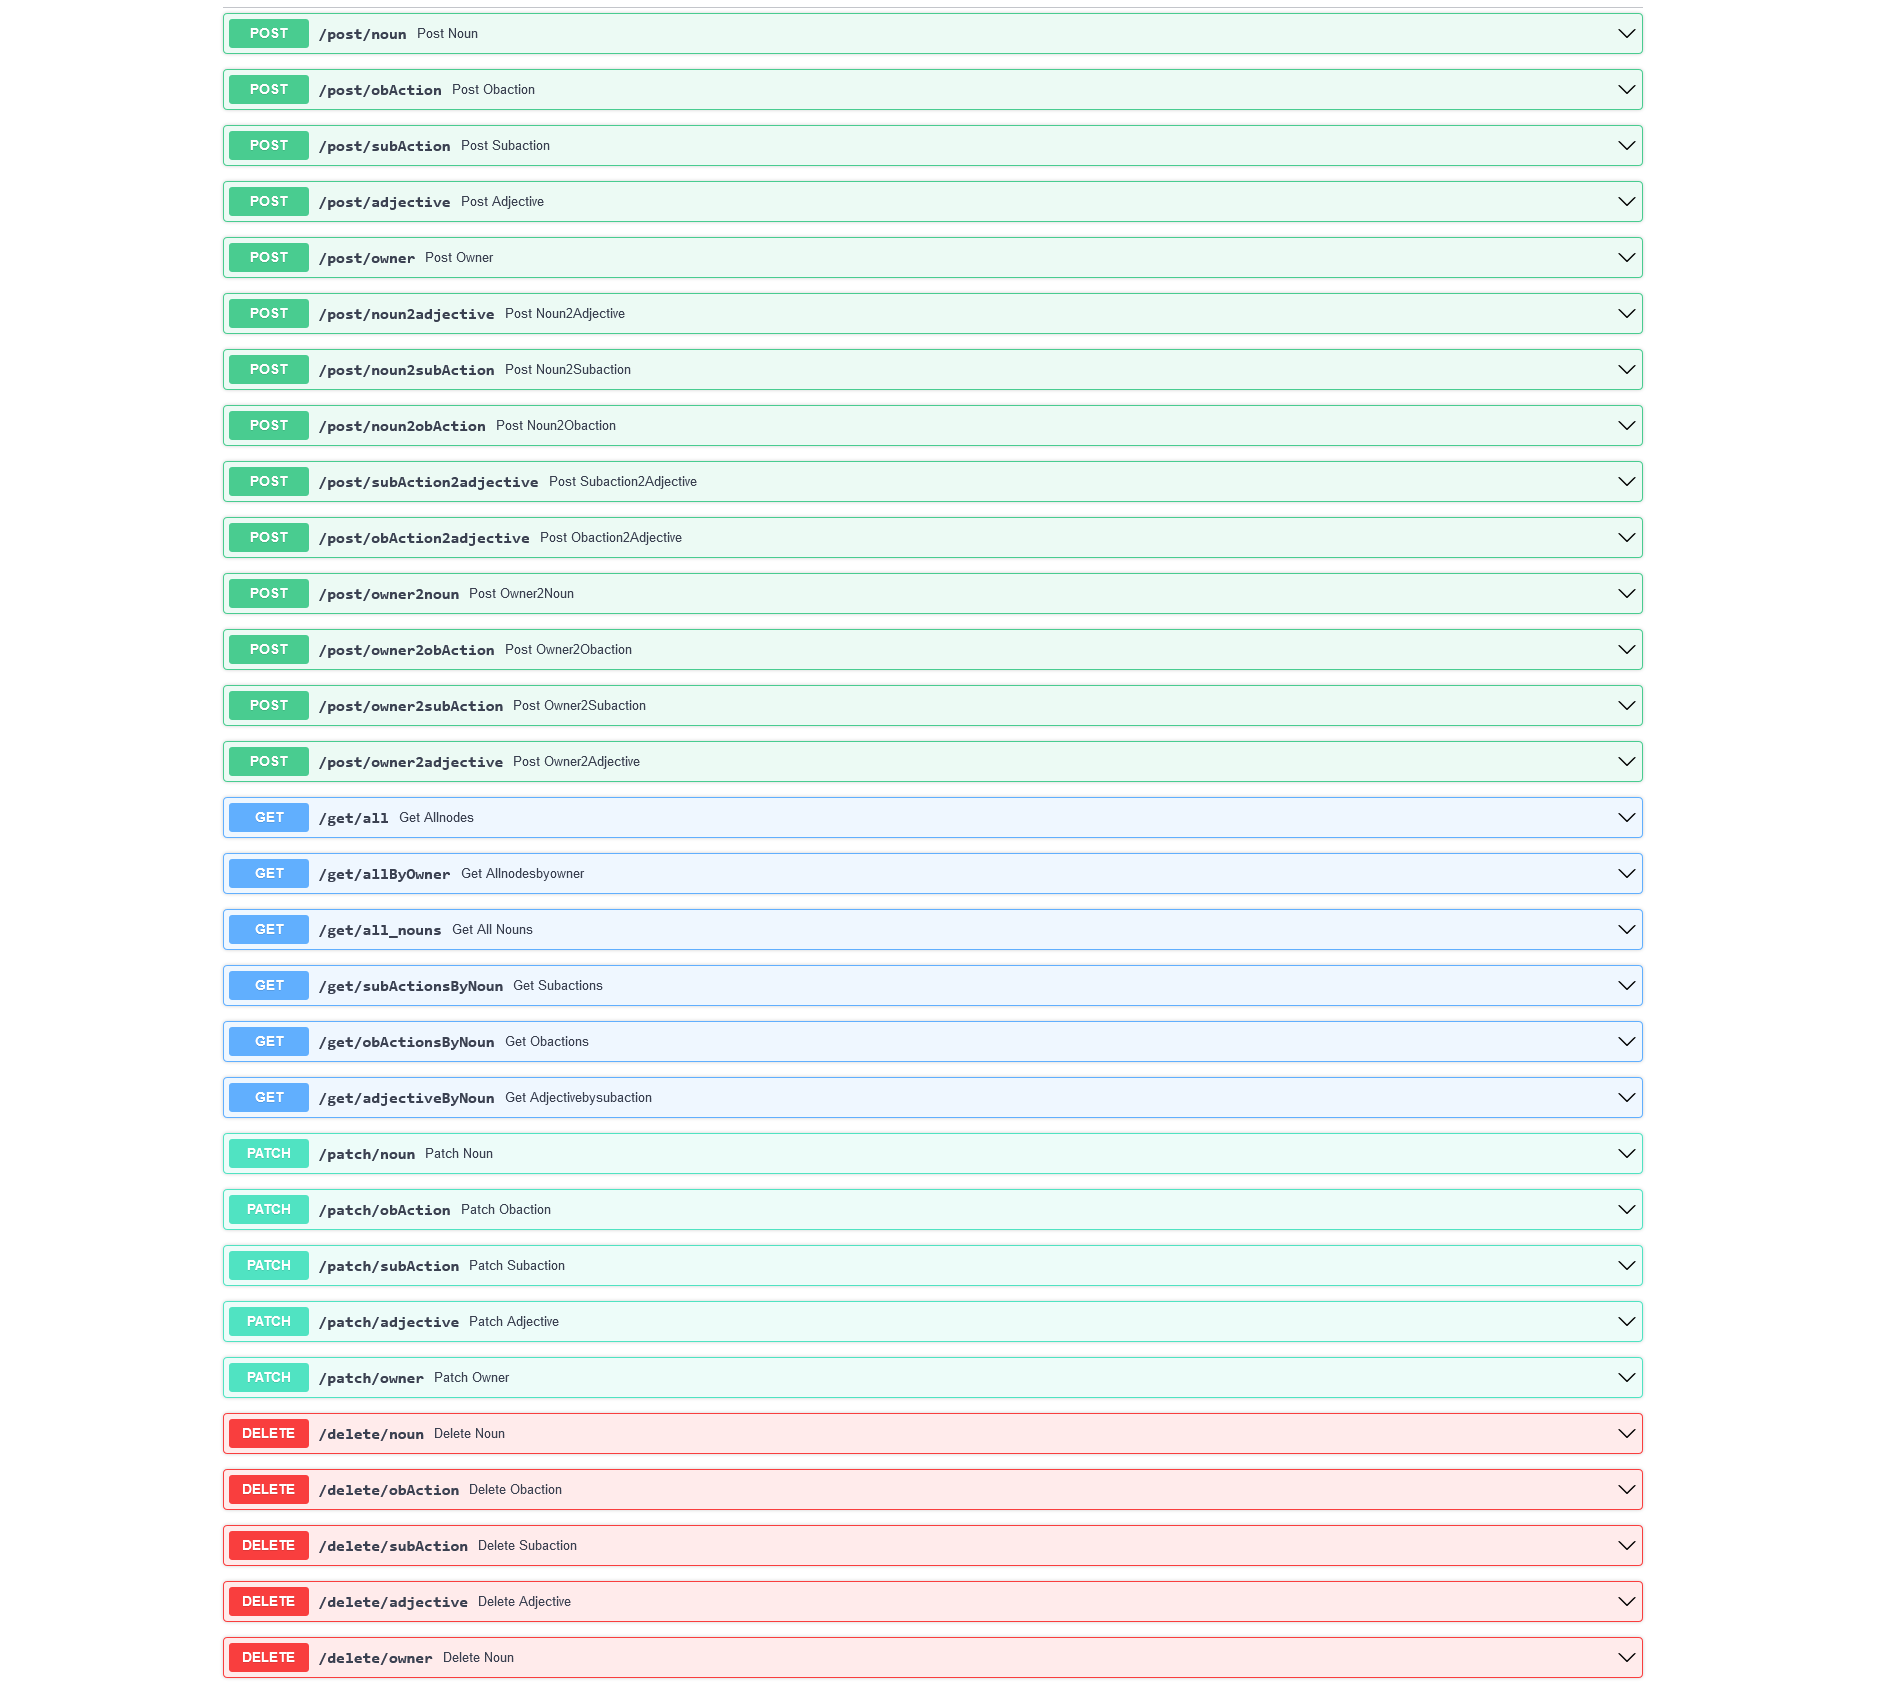 POST /post/noun Post Noun
POST /post/obAction Post Obaction
POST /post/subAction Post Subaction
POST /post/adjective Post Adjective
POST /post/owner Post Owner
POST /post/noun2adjective Post Noun2Adjective
POST /post/noun2subAction Post Noun2Subaction
POST /post/noun2obAction Post Noun2Obaction
POST /post/subAction2adjective Post Subaction2Adjective
POST /post/obAction2adjective Post Obaction2Adjective
POST /post/owner2noun Post Owner2Noun
POST /post/owner2obAction Post Owner2Obaction
POST /post/owner2subAction Post Owner2Subaction
POST /post/owner2adjective Post Owner2Adjective
GET /get/all Get Allnodes
GET /get/allByOwner Get Allnodesbyowner
GET /get/all_nouns Get All Nouns
GET /get/subActionsByNoun Get Subactions
GET /get/obActionsByNoun Get Obactions
GET /get/adjectiveByNoun Get Adjectivebysubaction
PATCH /patch/noun Patch Noun
PATCH /patch/obAction Patch Obaction
PATCH /patch/subAction Patch Subaction
PATCH /patch/adjective Patch Adjective
PATCH /patch/owner Patch Owner
DELETE /delete/noun Delete Noun
DELETE /delete/obAction Delete Obaction
DELETE /delete/subAction Delete Subaction
DELETE /delete/adjective Delete Adjective
DELETE /delete/owner Delete Noun